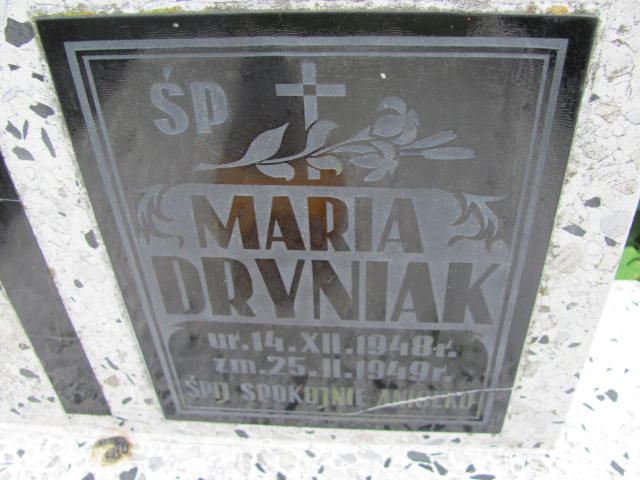 ŚP
MARIA
DRYNIAK
ur. 14. XII. 1948 r.
zm. 25. II. 1949 r.
ŚPIJ SPOKOJNIE ANIOŁKU